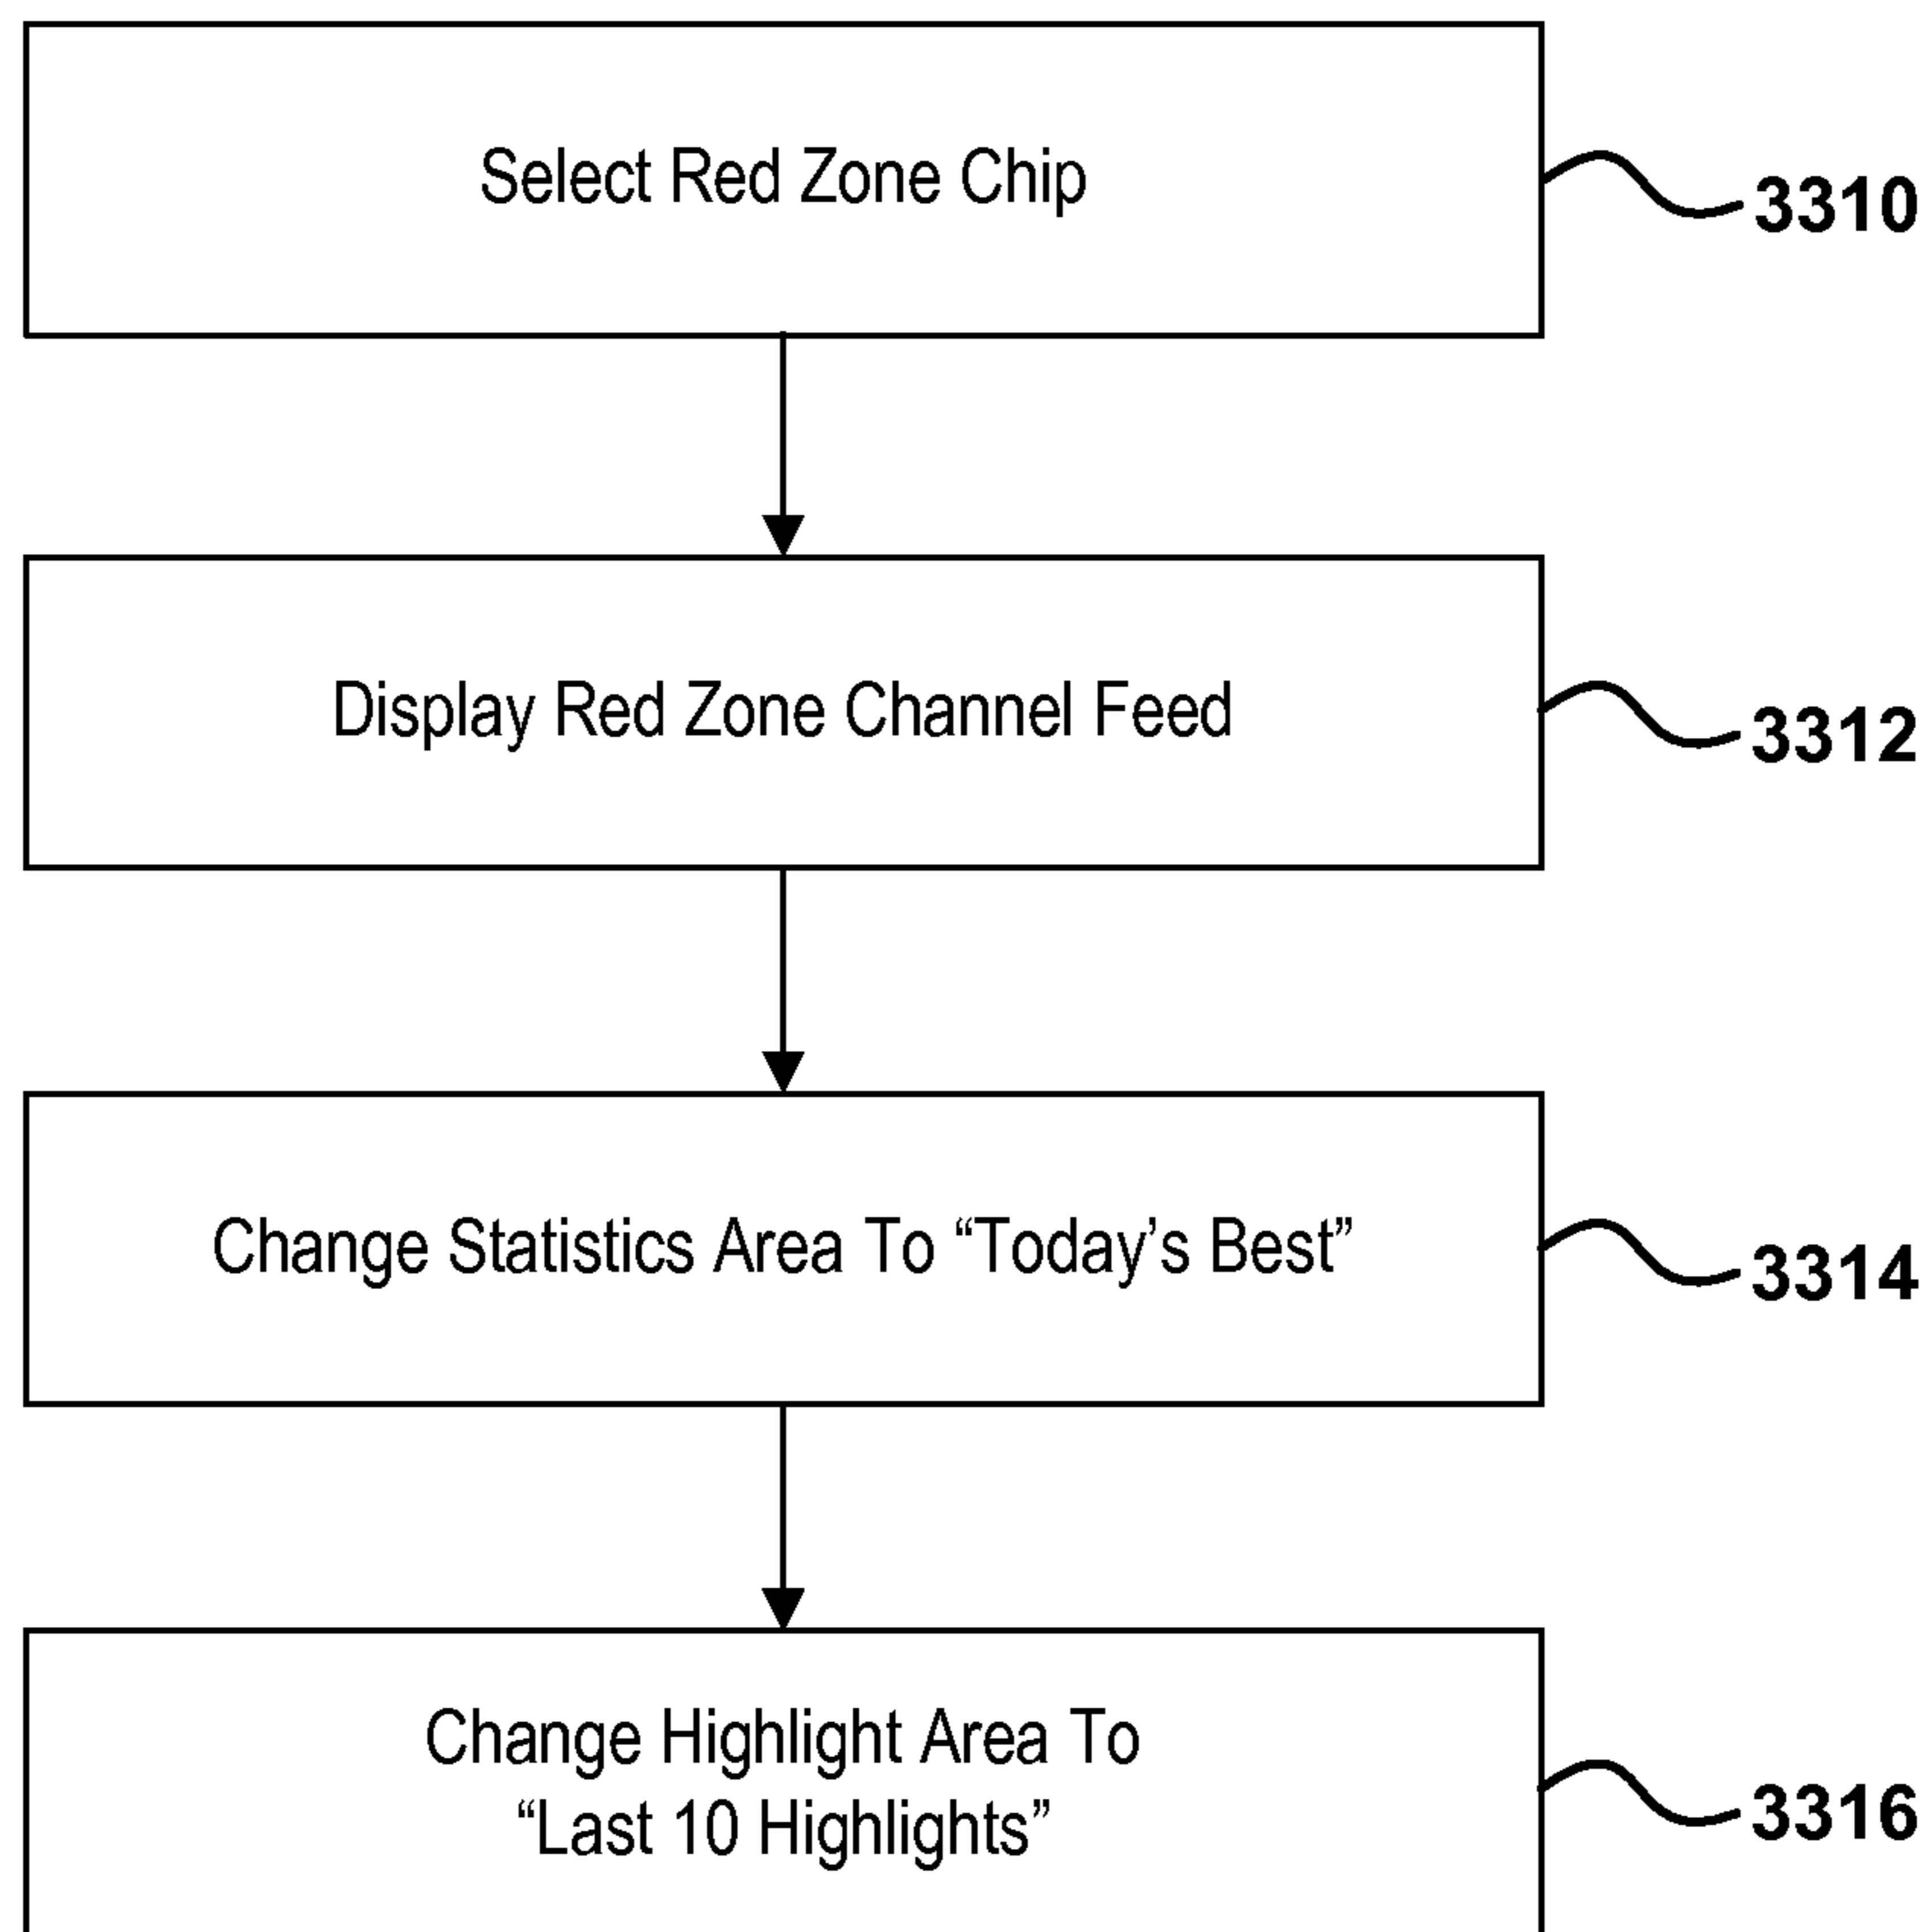 Select Red Zone Chip
3310
Display Red Zone Channel Feed
3312
Change Statistics Area To “Today’s Best”
3314
Change Highlight Area To
“Last 10 Highlights”
3316